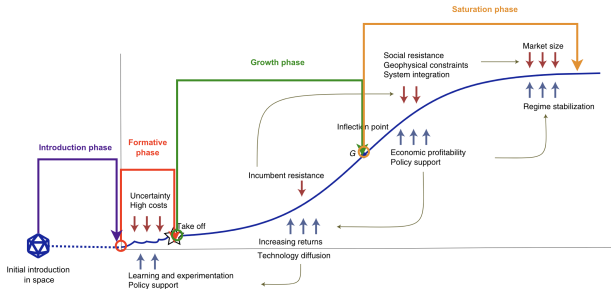 Saturation phase
Social resistance
Geophysical constraints
System integration
Market size
Growth phase
Regime stabilization
Inflection point
G
Economic profitability
Policy support
Introduction phase
Formative
phase
Incumbent resistance
Uncertainty
High costs
Take off
Increasing returns
Technology diffusion
Initial introduction
in space
Learning and experimentation
Policy support